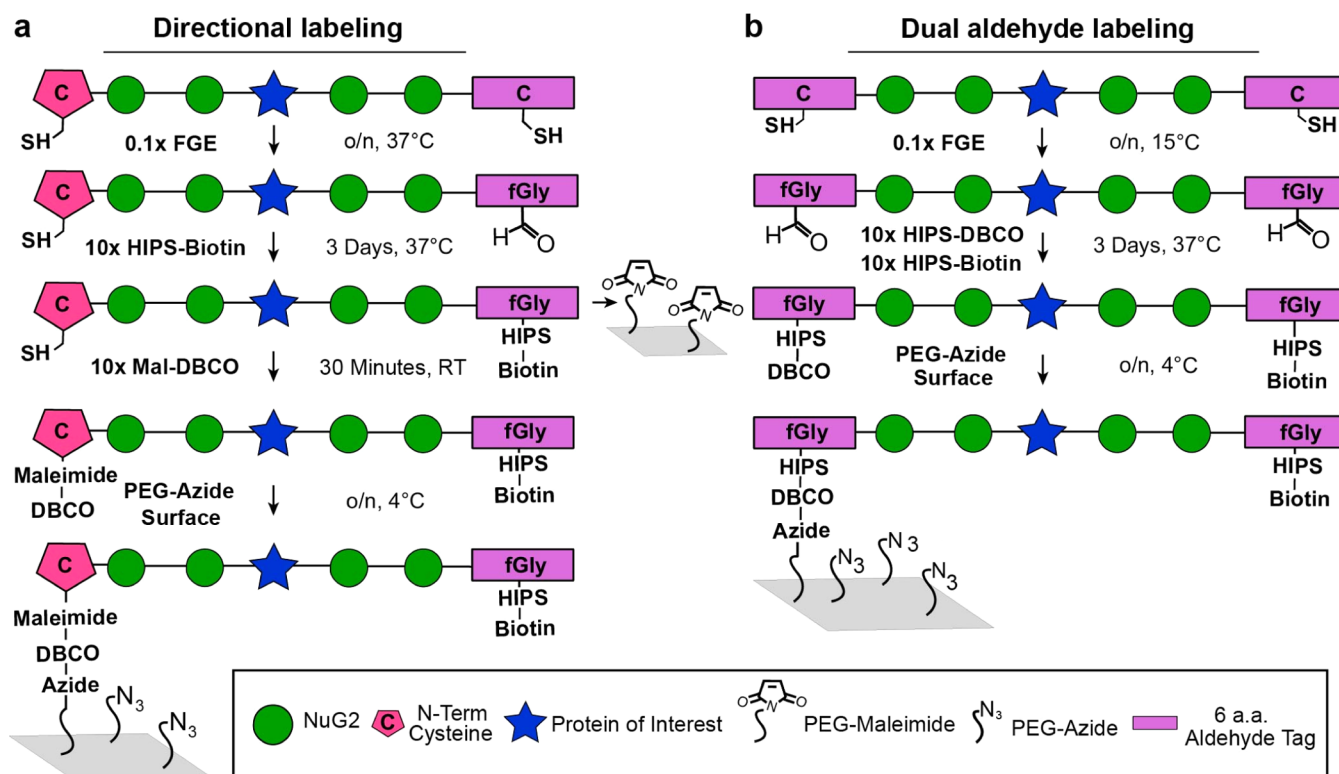 a
Directional labeling
C
C
SH
SH
0.1x FGE
o/n, 37°C
C
fGly
SH
H
O
10x HIPS-Biotin
3 Days, 37°C
C
fGly
SH
HIPS
Biotin
10x Mal-DBCO
30 Minutes, RT
O
N
O
O
N
O
C
fGly
Maleimide
DBCO
HIPS
Biotin
PEG-Azide
Surface
o/n, 4°C
C
fGly
Maleimide
DBCO
Azide
HIPS
Biotin
N3
N3
b
Dual aldehyde labeling
C
C
SH
SH
0.1x FGE
o/n, 15°C
fGly
fGly
H
O
H
O
10x HIPS-DBCO
10x HIPS-Biotin
3 Days, 37°C
fGly
fGly
HIPS
DBCO
HIPS
Biotin
PEG-Azide
Surface
o/n, 4°C
fGly
fGly
HIPS
DBCO
Azide
HIPS
Biotin
N3
N3
N3
NuG2
C
N-Term
Cysteine
Protein of Interest
O
N
O
PEG-Maleimide
N3
PEG-Azide
6 a.a.
Aldehyde Tag